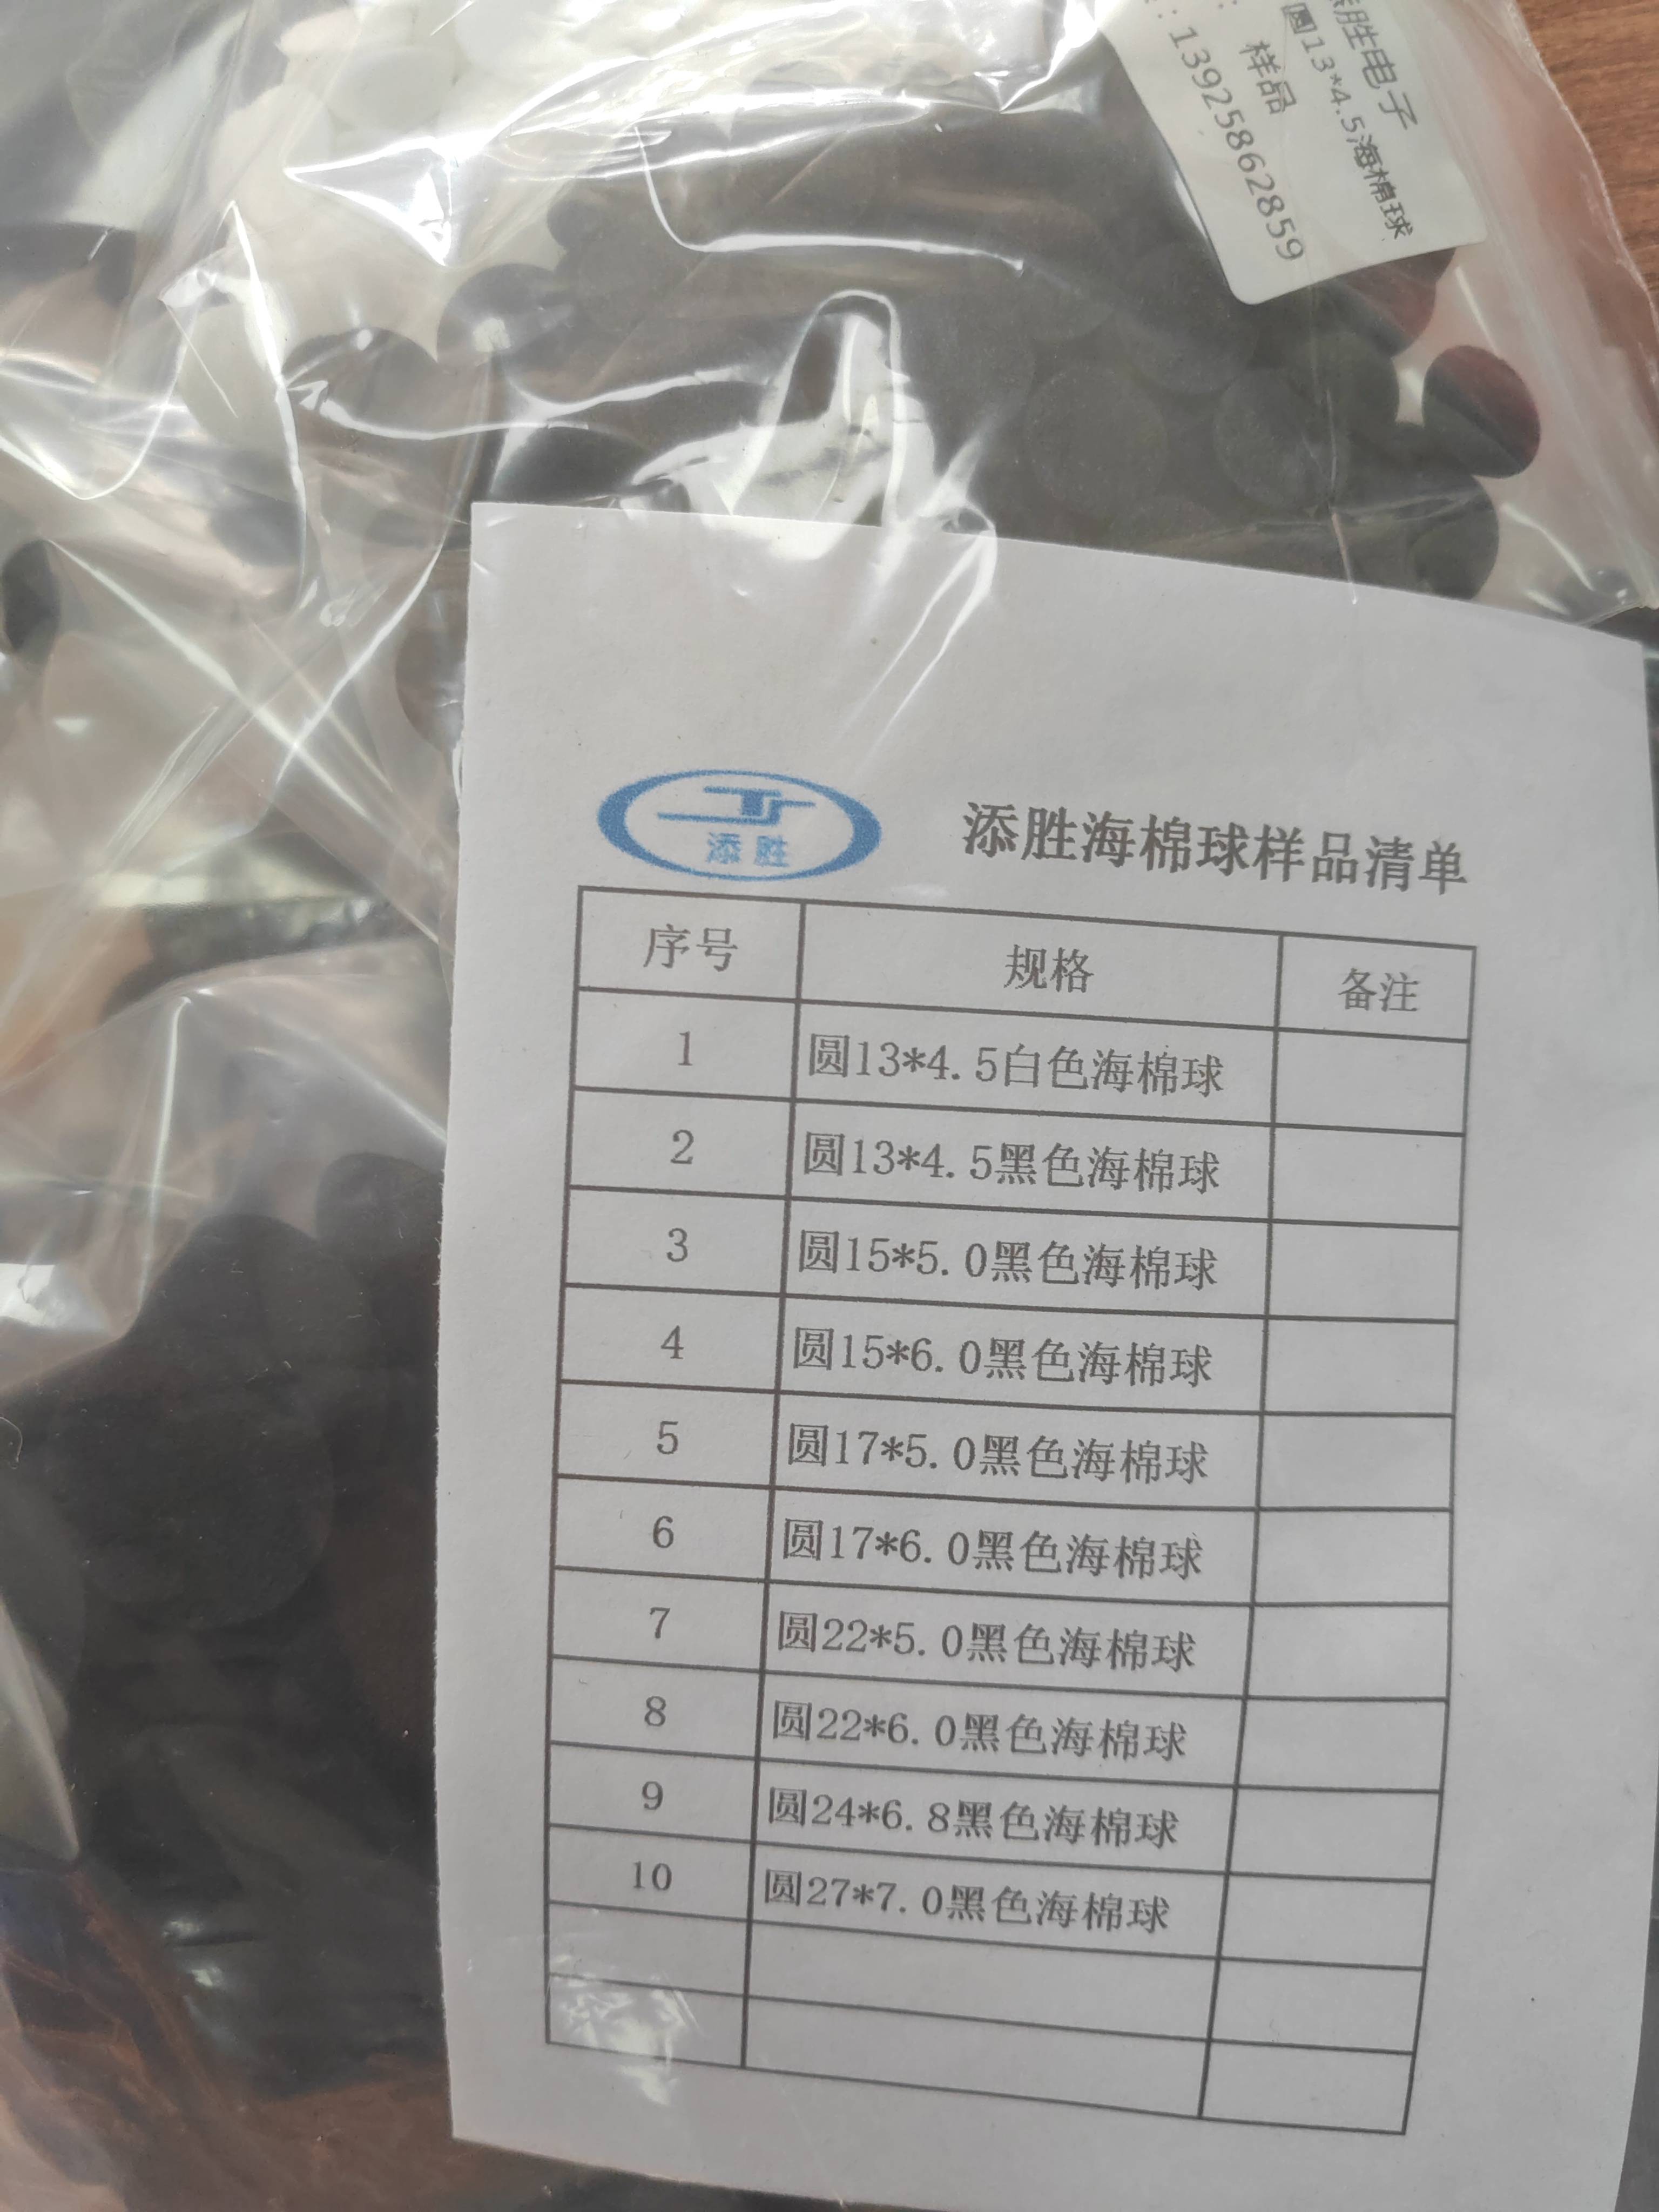 胜电子
圆13*4.5海棉球
样品
13925862859
添胜
添胜海棉球样品清单
序号 规格 备注
1 圆13*4.5白色海棉球
2 圆13*4.5黑色海棉球
3 圆15*5.0黑色海棉球
4 圆15*6.0黑色海棉球
5 圆17*5.0黑色海棉球
6 圆17*6.0黑色海棉球
7 圆22*5.0黑色海棉球
8 圆22*6.0黑色海棉球
9 圆24*6.8黑色海棉球
10 圆27*7.0黑色海棉球